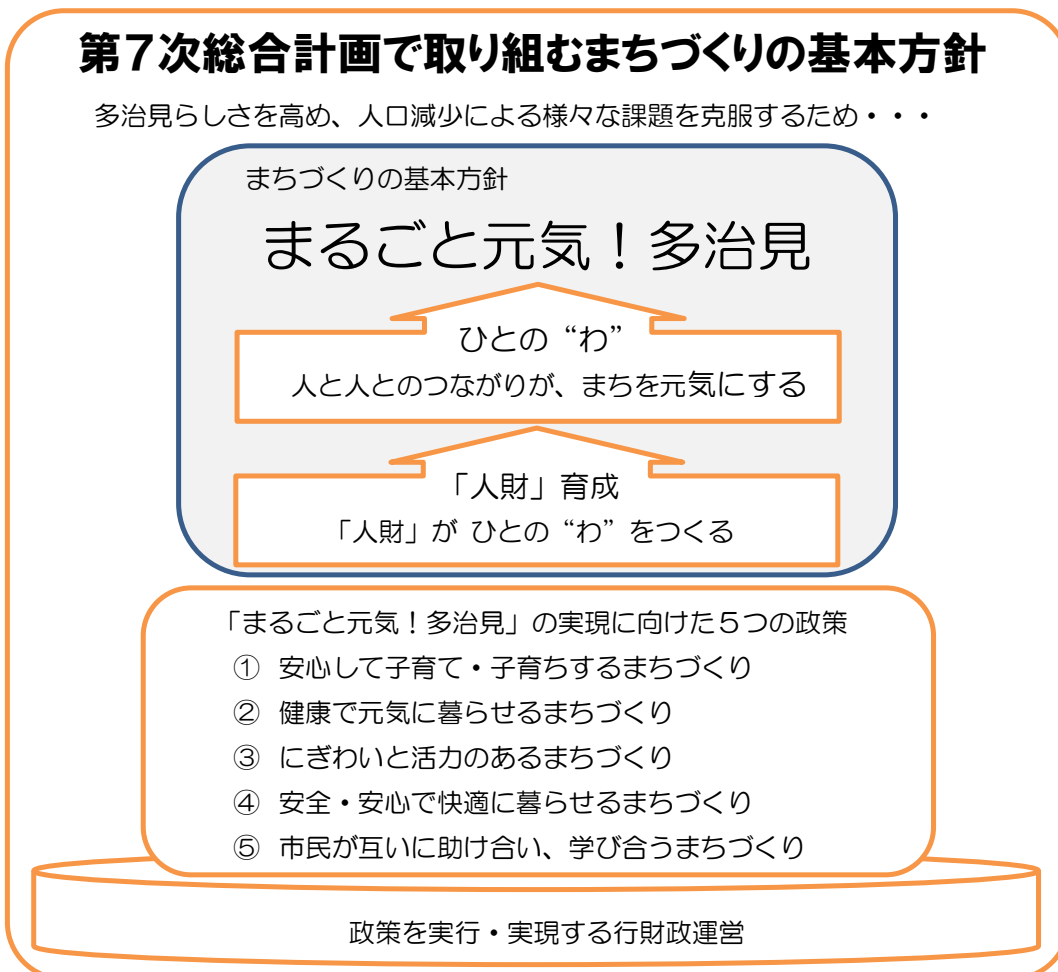 第7次総合計画で取り組むまちづくりの基本方針
多治見らしさを高め、人口減少による様々な課題を克服するため・・・
まちづくりの基本方針
まるごと元気！多治見
ひとの“わ”
人と人とのつながりが、まちを元気にする
「人財」育成
「人財」が ひとの“わ”をつくる
「まるごと元気！多治見」の実現に向けた５つの政策
① 安心して子育て・子育ちするまちづくり
② 健康で元気に暮らせるまちづくり
③ にぎわいと活力のあるまちづくり
④ 安全・安心で快適に暮らせるまちづくり
⑤ 市民が互いに助け合い、学び合うまちづくり
政策を実行・実現する行財政運営